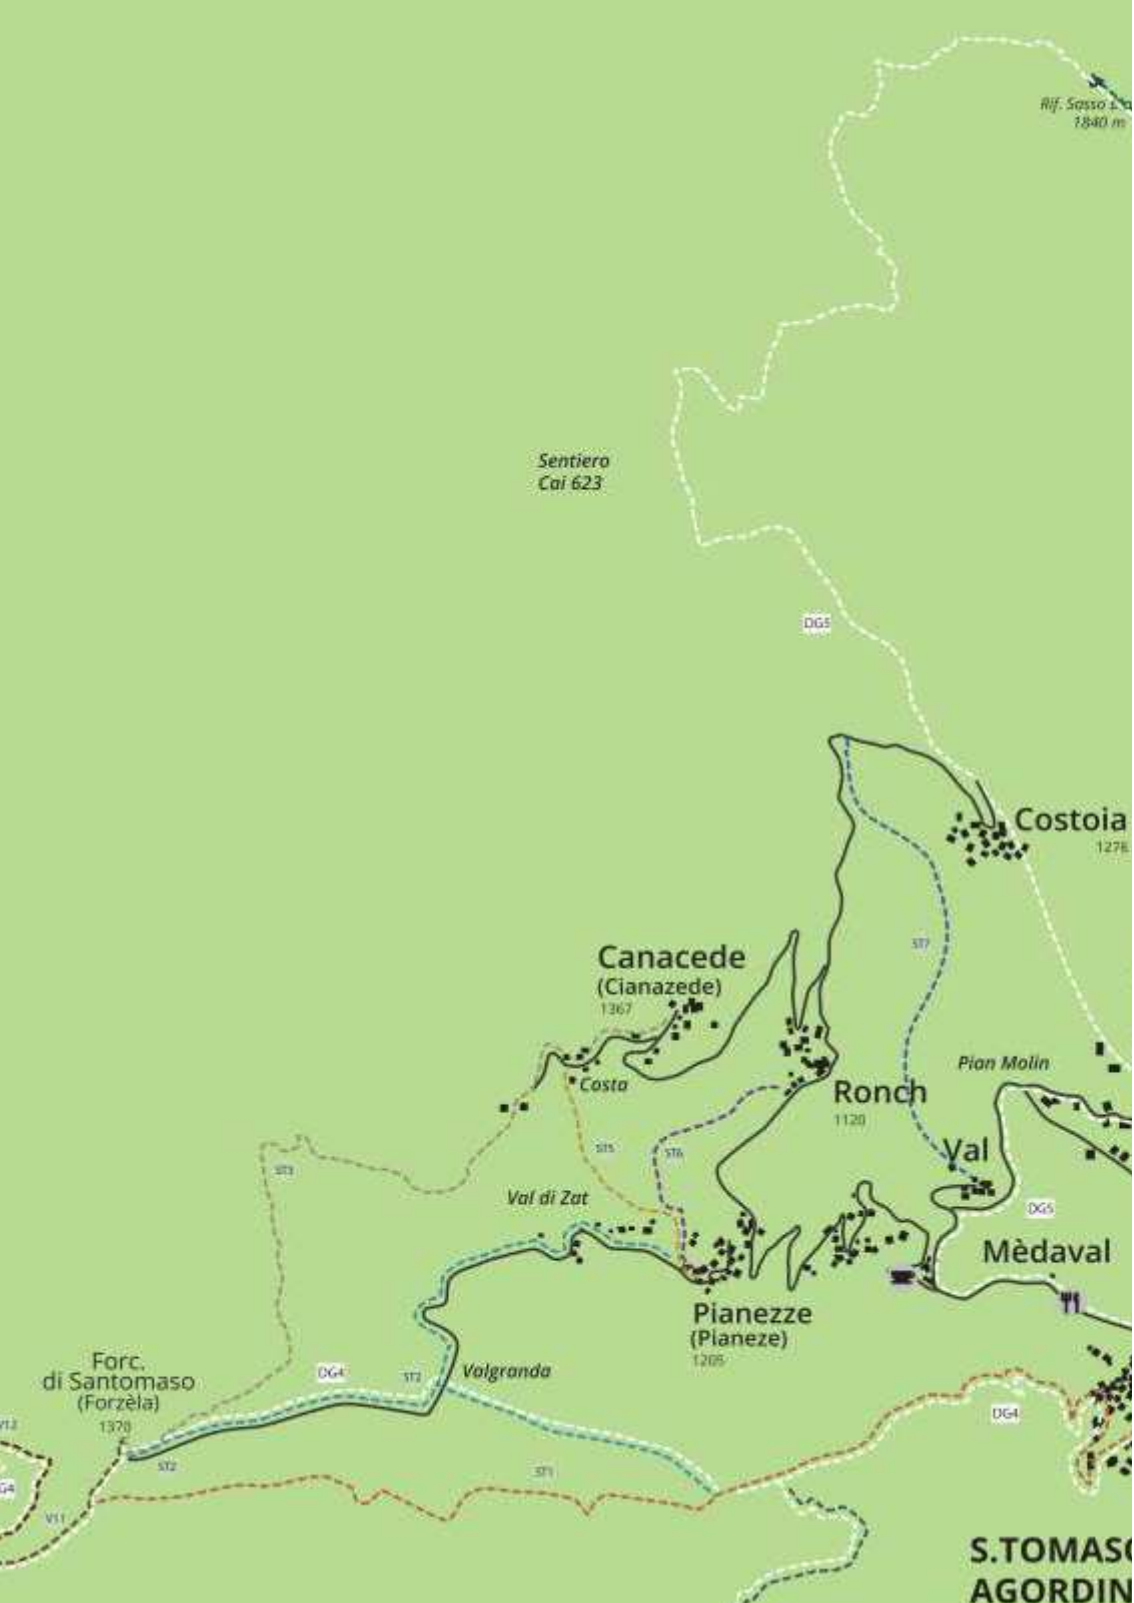 Rif. Sasso
1840 m
Sentiero
Cai 623
DG5
Costoia
1276
ST7
Canacede
(Cianazede)
1367
Pian Molin
Costa
Ronch
1120
ST5
ST6
Val
ST3
Val di Zat
DG5
Mèdaval
Pianezze
(Pianeze)
1205
Forc.
di Santomaso
(Forzèla)
1370
DG4
ST2
Valgranda
DG4
V12
ST2
ST1
G4
V11
S.TOMASO
AGORDIN